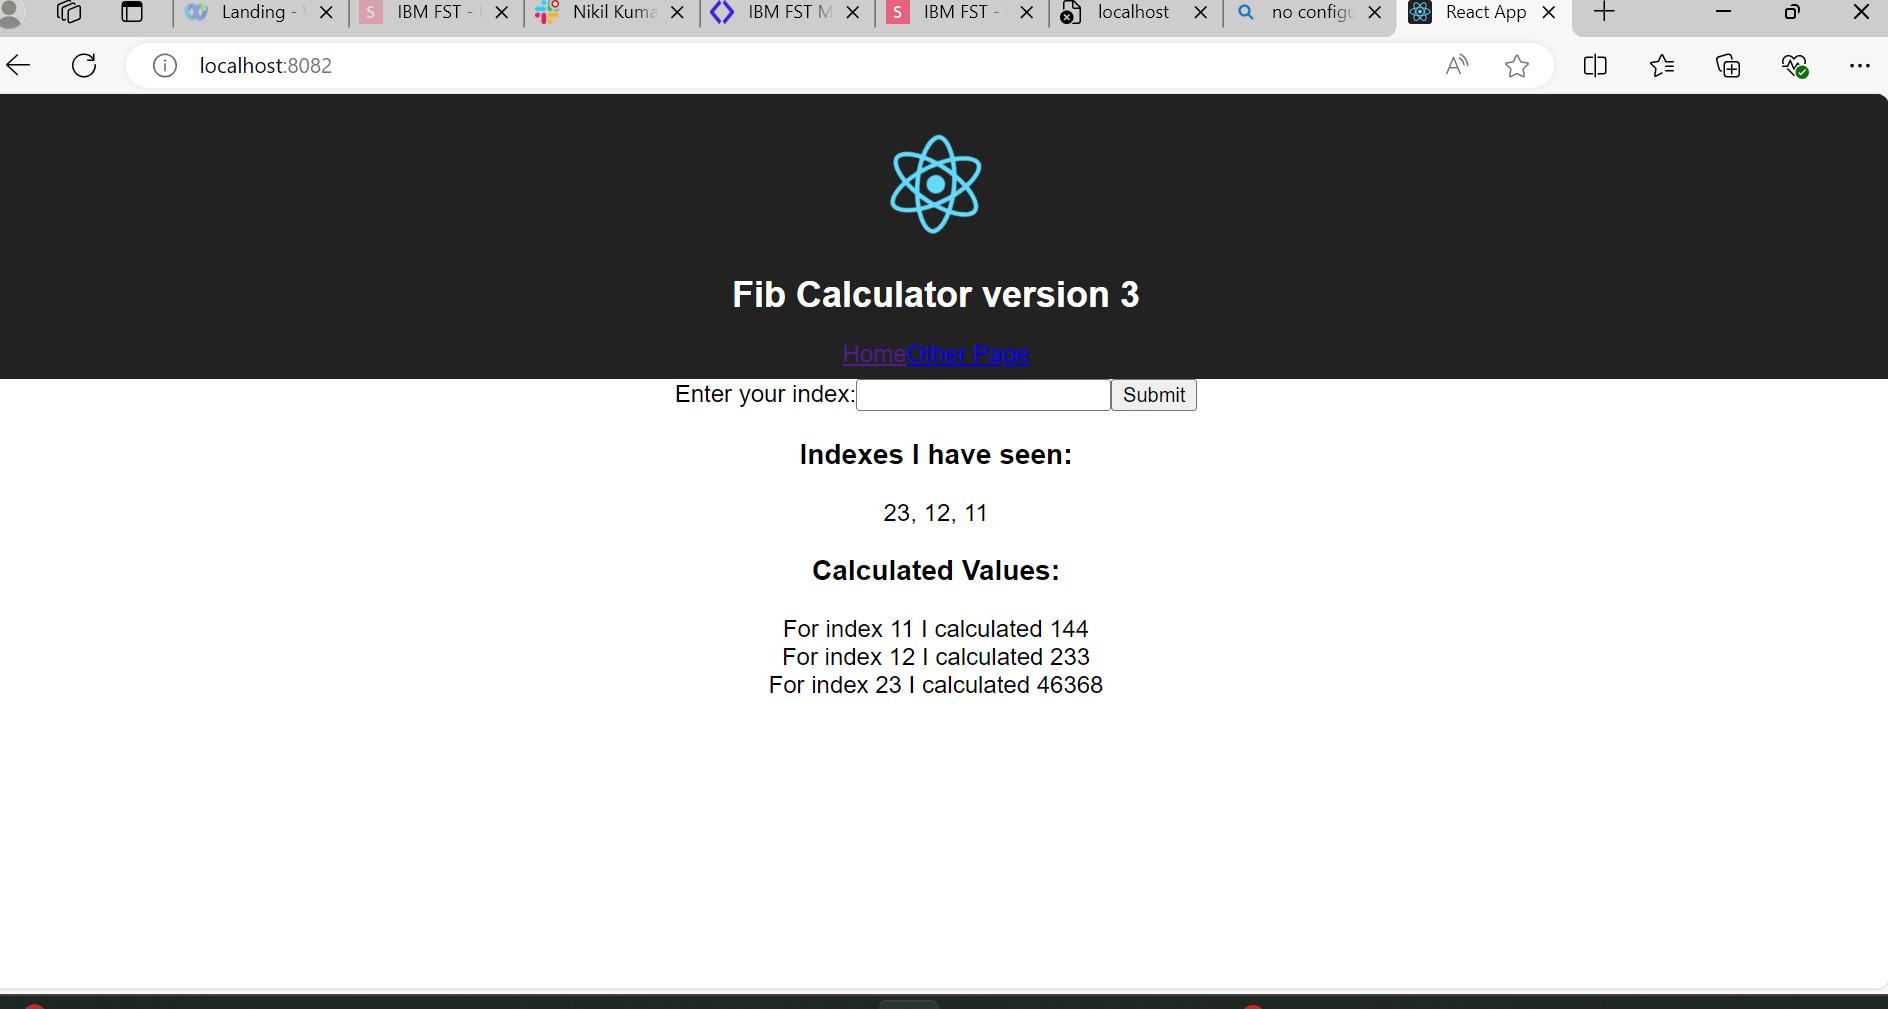 Landing -
S
IBM FST -
Nikil Kuma
IBM FST M
S
IBM FST -
localhost
no configu
React App
localhost:8082
Fib Calculator version 3
HomeOther Page
Enter your index:
Submit
Indexes I have seen:
23, 12, 11
Calculated Values:
For index 11 I calculated 144
For index 12 I calculated 233
For index 23 I calculated 46368